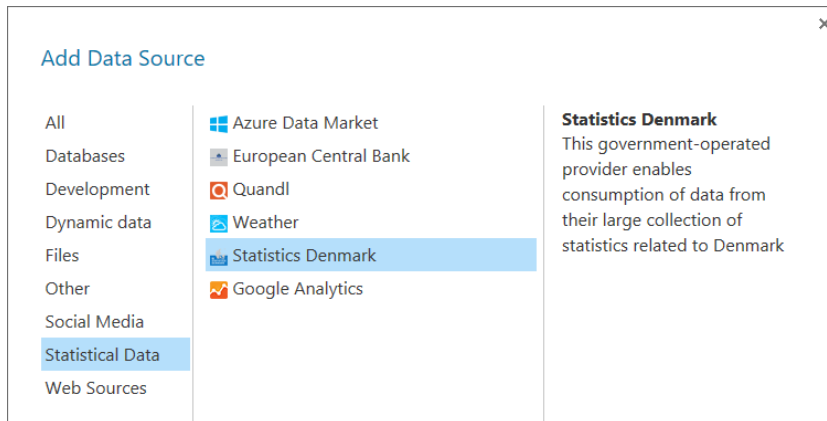 Add Data Source
All
Databases
Development
Dynamic data
Files
Other
Social Media
Statistical Data
Web Sources
Azure Data Market
European Central Bank
Quandl
Weather
Statistics Denmark
Google Analytics
Statistics Denmark
This government-operated
provider enables
consumption of data from
their large collection of
statistics related to Denmark